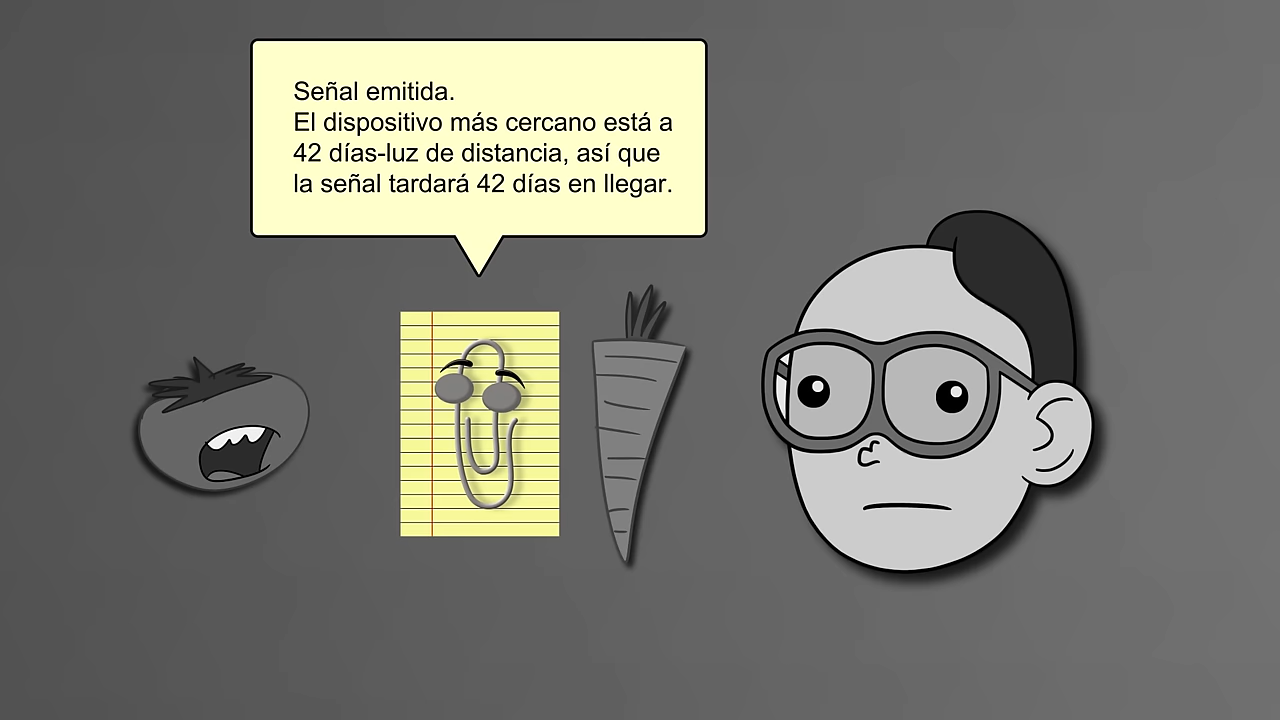 Señal emitida.
El dispositivo más cercano está a
42 días-luz de distancia, así que
la señal tardará 42 días en llegar.